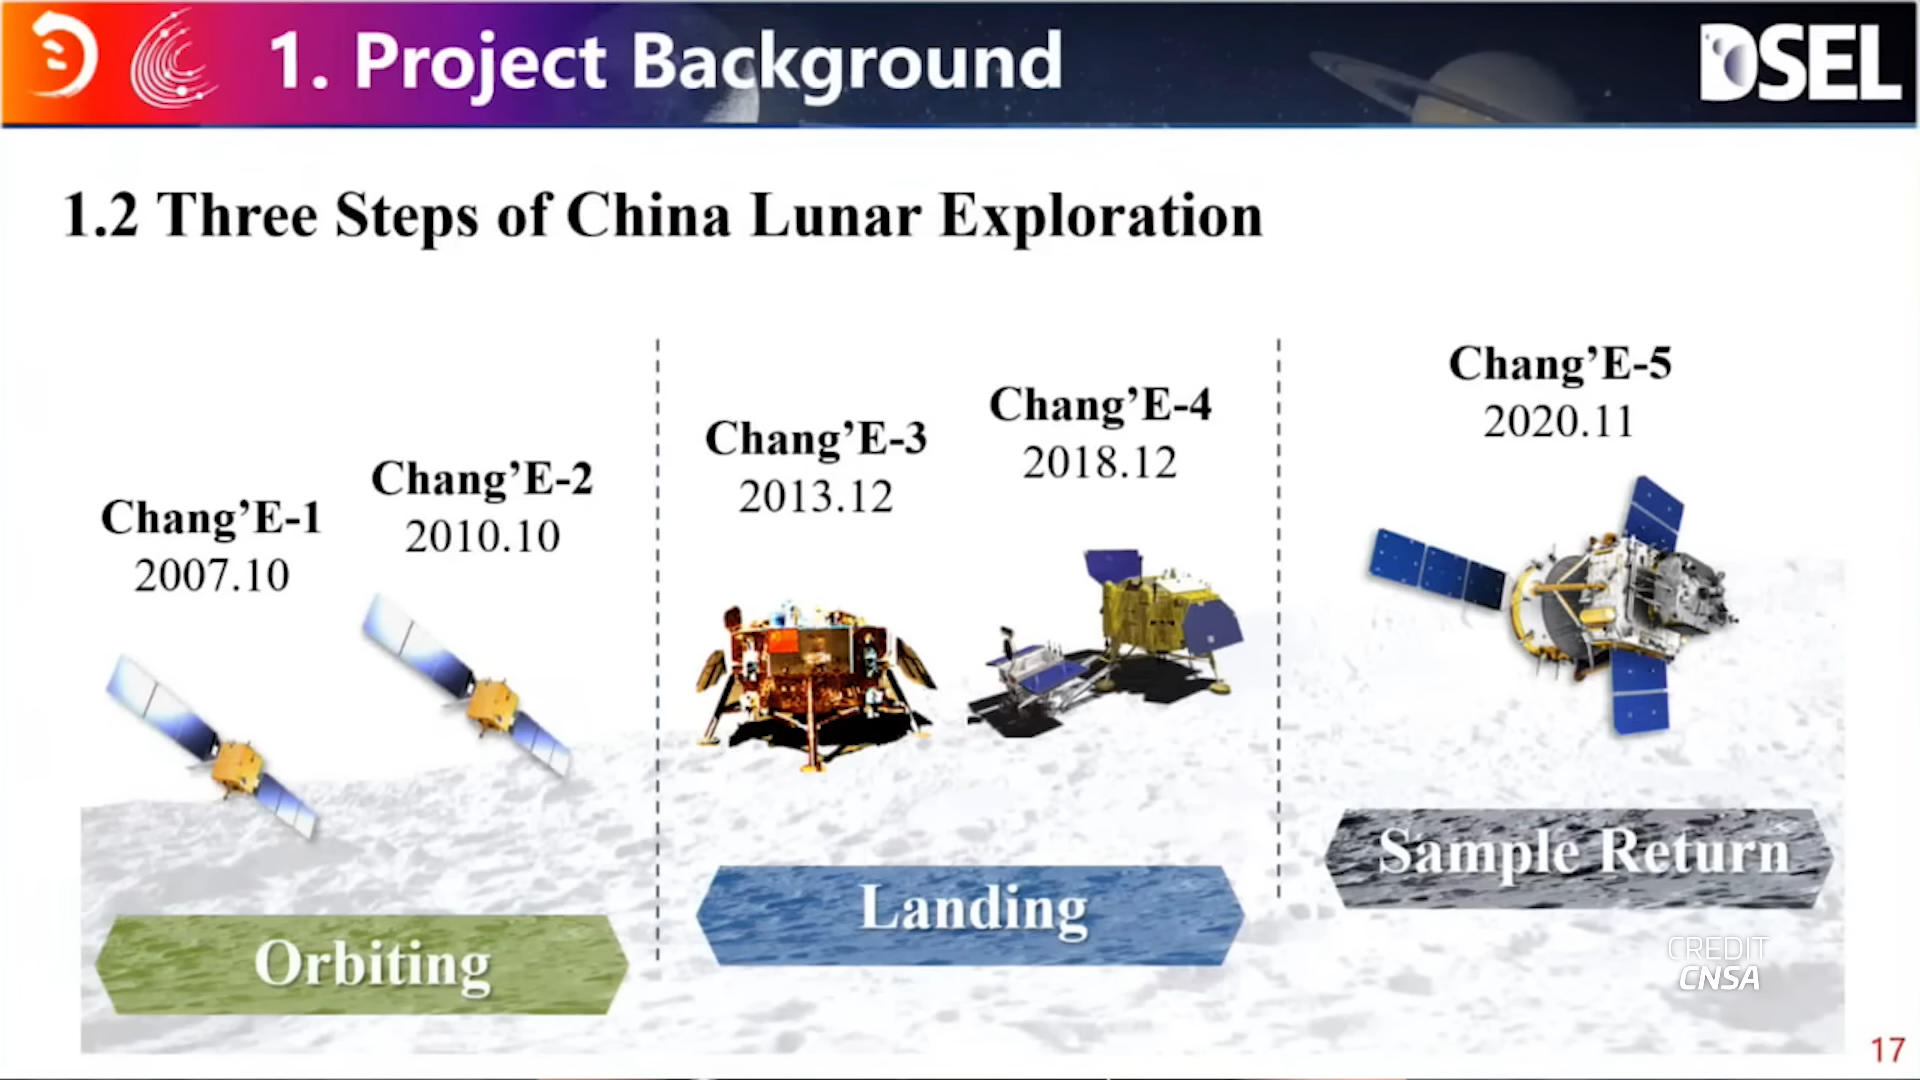 1. Project Background
DSEL
1.2 Three Steps of China Lunar Exploration
Chang’E-1
2007.10
Chang’E-2
2010.10
Chang’E-3
2013.12
Chang’E-4
2018.12
Chang’E-5
2020.11
Orbiting
Landing
Sample Return
CREDIT
CNSA
17